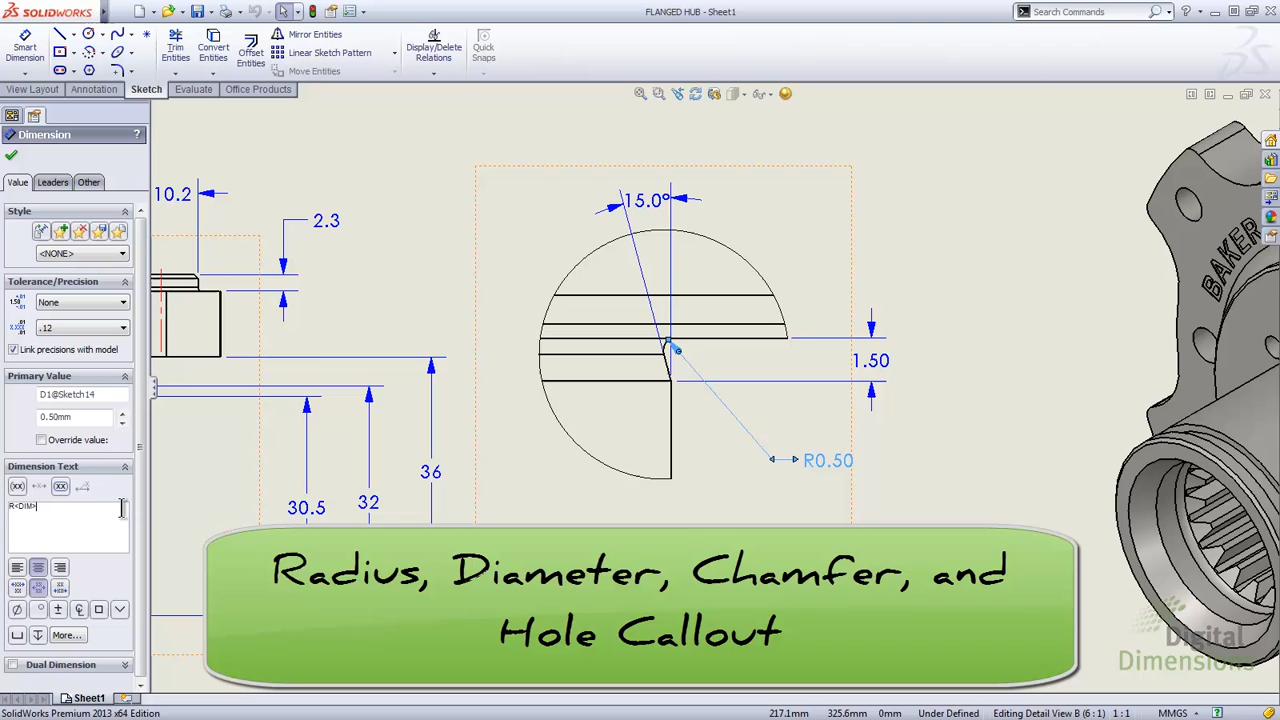 SOLIDWORKS
FLANGED HUB - Sheet1
Search Commands
Smart Dimension
Trim Entities
Convert Entities
Offset Entities
Mirror Entities
Linear Sketch Pattern
Move Entities
Display/Delete Relations
Quick Snaps
View Layout
Annotation
Sketch
Evaluate
Office Products
Dimension
?
Value
Leaders
Other
Style
<NONE>
Tolerance/Precision
None
.12
Link precisions with model
Primary Value
D1@Sketch14
0.50mm
Override value:
Dimension Text
R<DIM>
More...
Dual Dimension
10.2
2.3
15.0°
1.50
R0.50
36
32
30.5
BAKER
Radius, Diameter, Chamfer, and
Hole Callout
Digital
Dimensions
Sheet1
SolidWorks Premium 2013 x64 Edition
217.1mm
325.6mm
0mm
Under Defined
Editing Detail View B (6 : 1)
1 : 1
MMGS